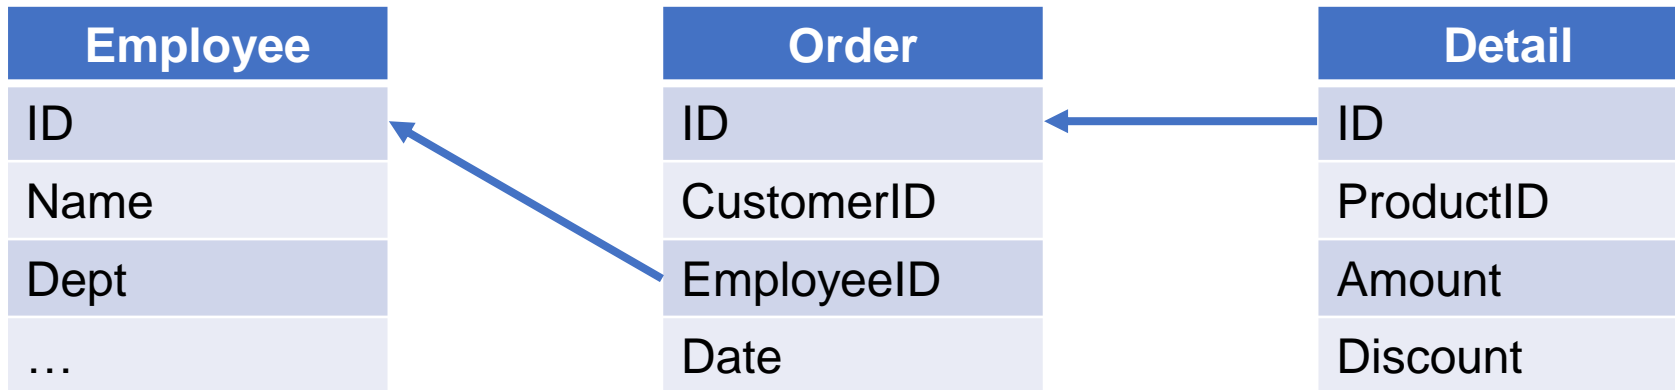 Employee
ID
Name
Dept
…
Order
ID
CustomerID
EmployeeID
Date
Detail
ID
ProductID
Amount
Discount